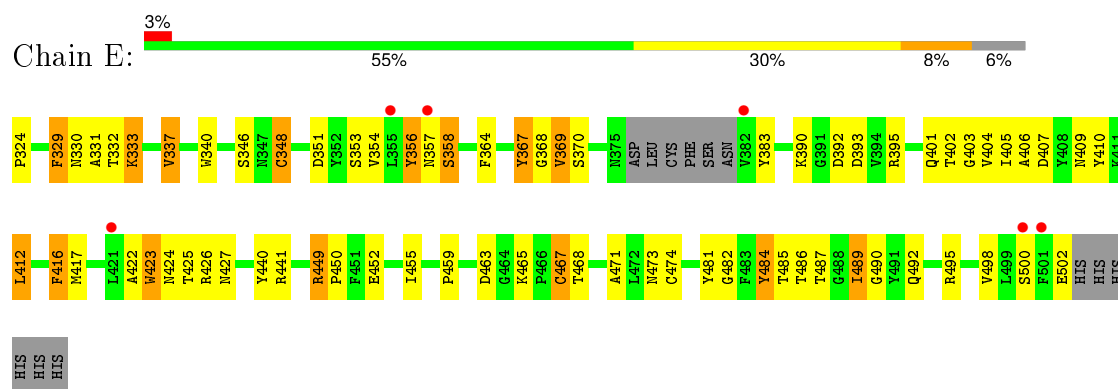 3%
Chain E:
55% 30% 8% 6%
P324 F329 N330 A331 T332 K333 V337 W340 S346 N347 C348 D351 Y352 S353 V354 L355 Y356 N357 S358 F364 Y367 G368 V369 S370 N375 ASP LEU CYS PHE SER ASN V382 Y383 K390 G391 D392 D393 V394 R395 Q401 T402 G403 V404 I405 A406 D407 Y408 N409 Y410 K411
L412 F416 M417 L421 A422 W423 N424 T425 R426 N427 Y440 R441 R449 P450 F451 E452 I455 P459 D463 G464 K465 P466 C467 T468 A471 L472 N473 C474 Y481 G482 F483 Y484 T485 T486 T487 G488 I489 G490 Y491 Q492 R495 V498 L499 S500 F501 E502 HIS HIS HIS
HIS HIS HIS